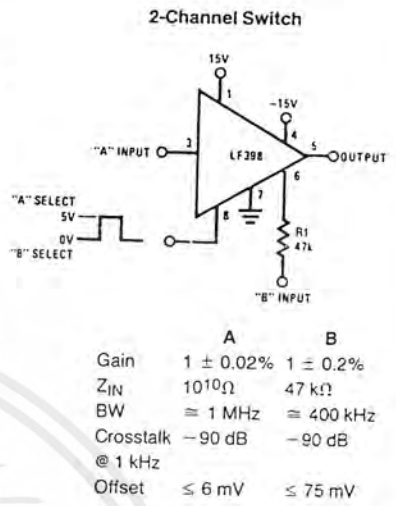 2-Channel Switch
15V
1
-15V
4
"A" INPUT
3
LF398
5
OUTPUT
6
7
8
"A" SELECT
5V
0V
"B" SELECT
R1
47k
"B" INPUT
A B
Gain 1 ± 0.02% 1 ± 0.2%
ZIN 10¹⁰Ω 47 kΩ
BW ≅ 1 MHz ≅ 400 kHz
Crosstalk −90 dB −90 dB
@ 1 kHz
Offset ≤ 6 mV ≤ 75 mV